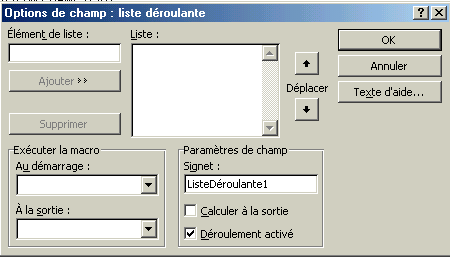 Options de champ : liste déroulante
Élément de liste :
Liste :
OK
Ajouter >>
Annuler
Déplacer
Texte d'aide...
Supprimer
Exécuter la macro
Paramètres de champ
Au démarrage :
Signet :
ListeDéroulante1
À la sortie :
Calculer à la sortie
Déroulement activé